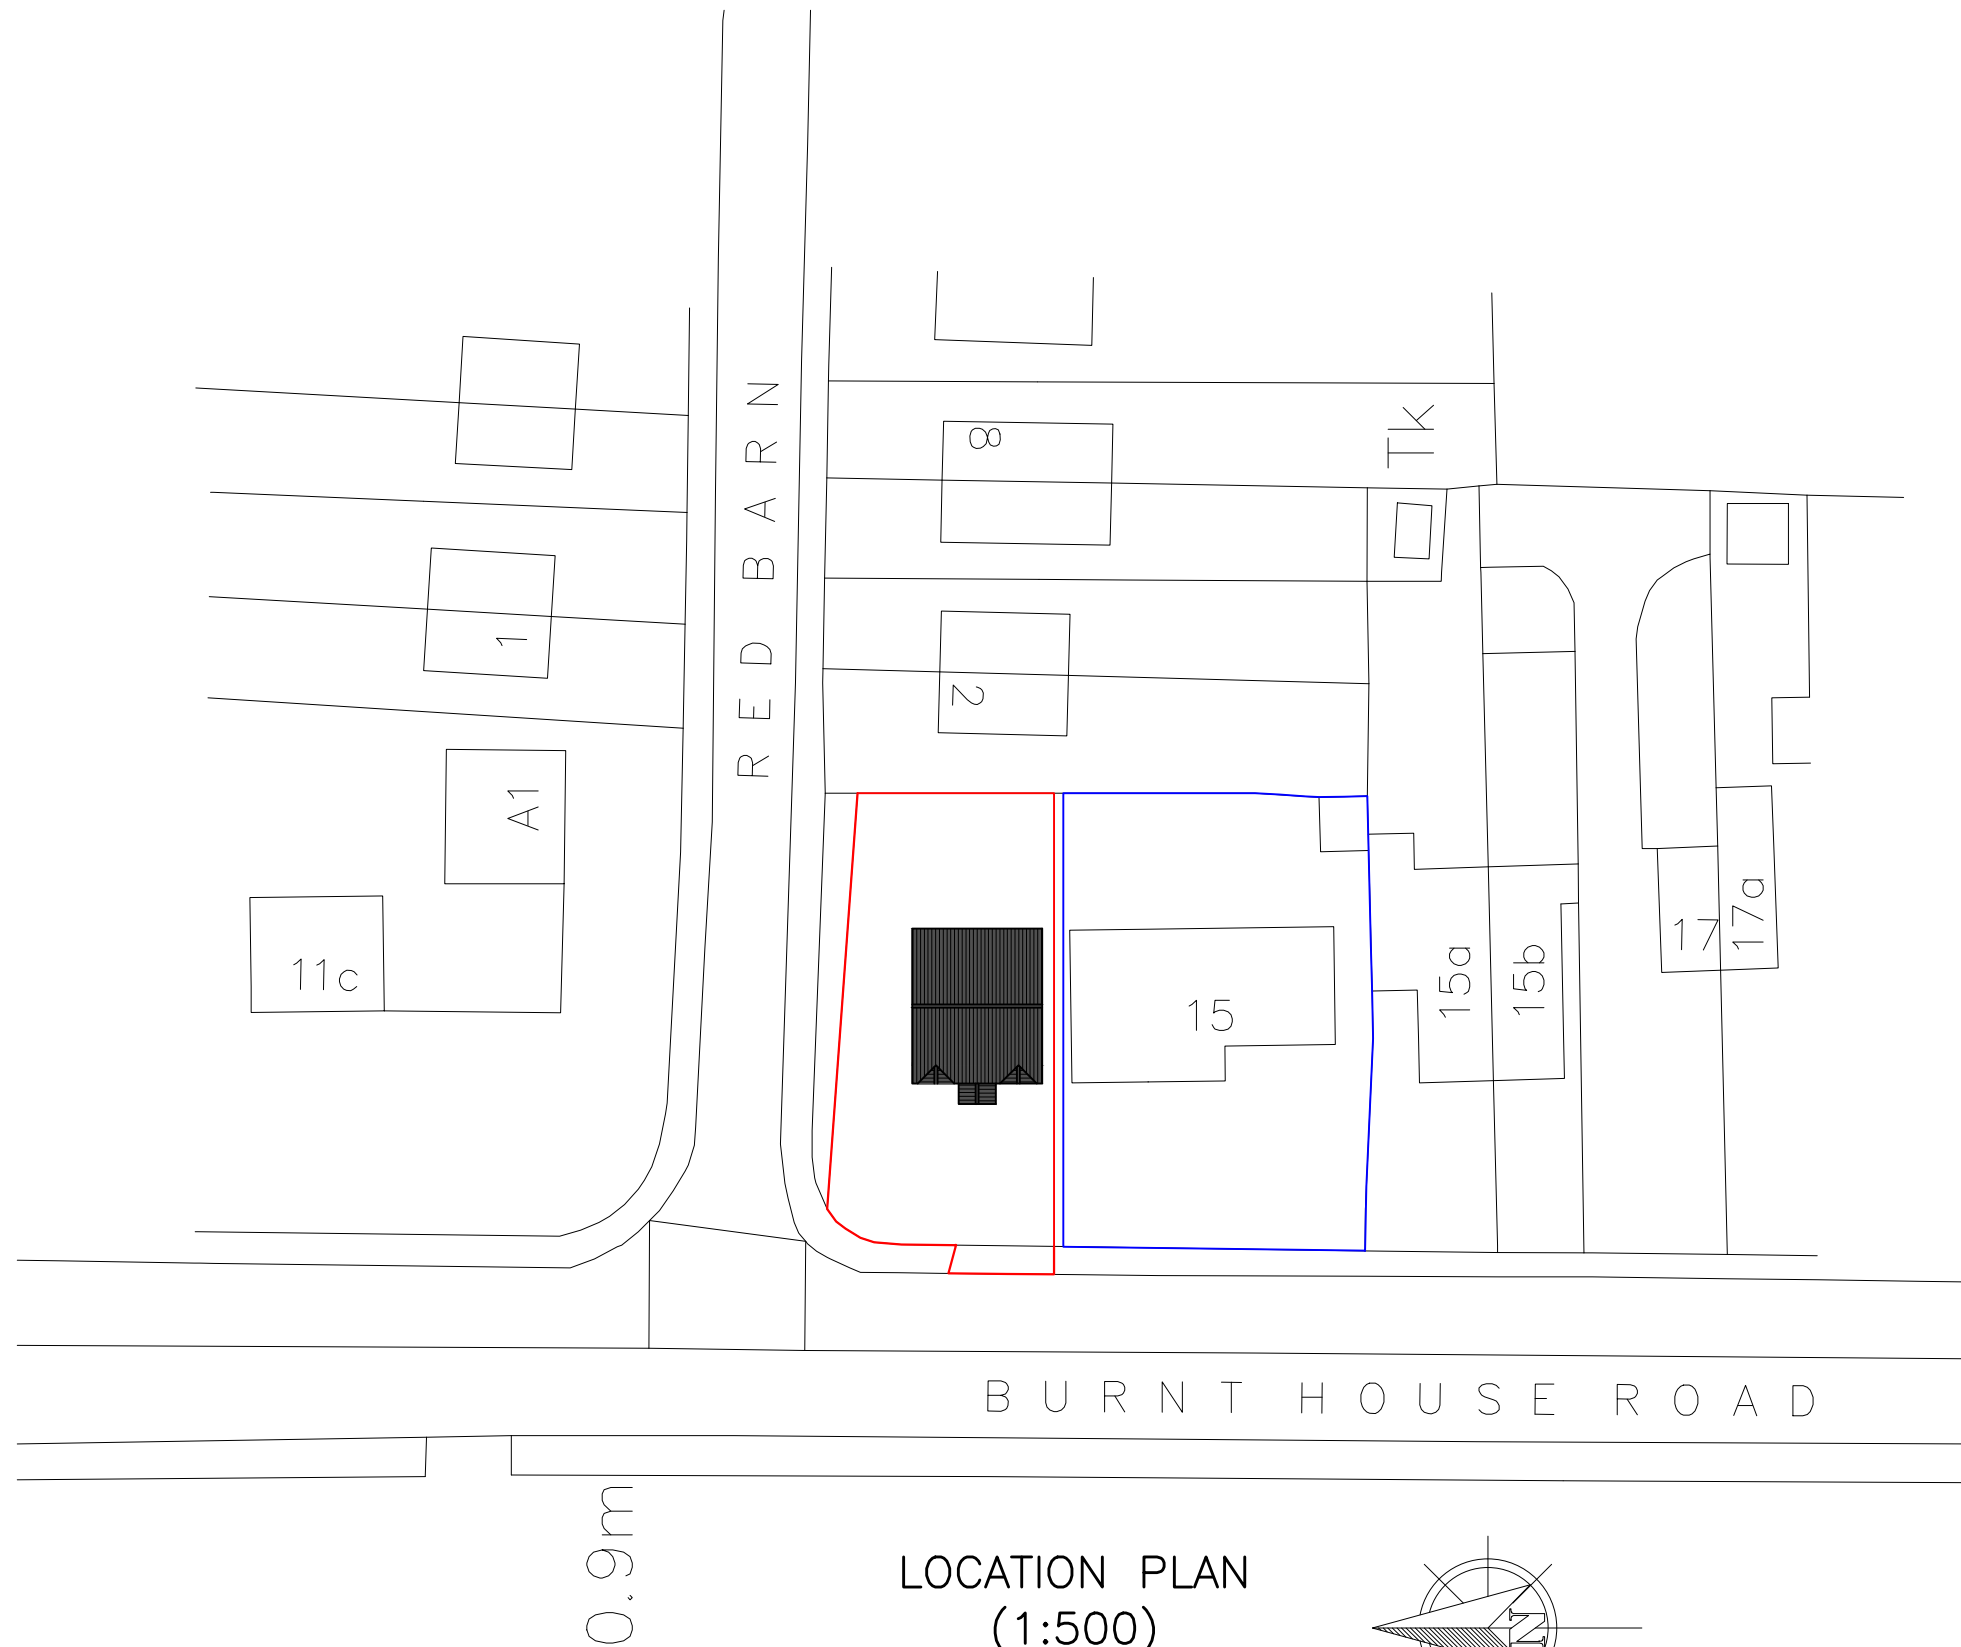 RED BARN
8
TK
1
2
A1
11c
15
15a
15b
17
17a
BURNT HOUSE ROAD
0.9m
LOCATION PLAN
(1:500)
N